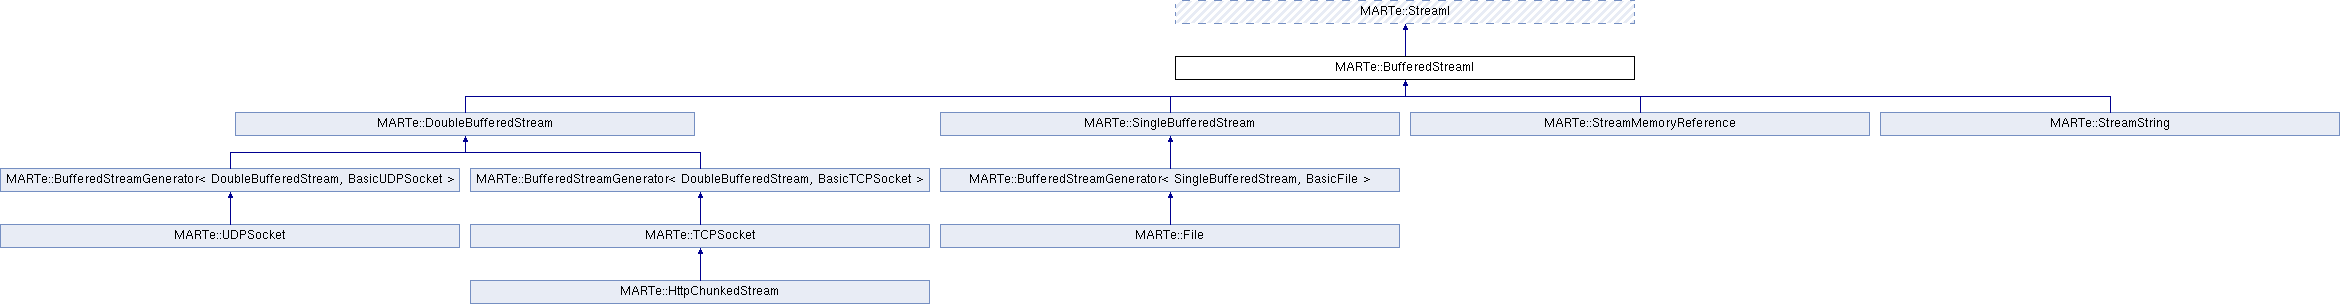 MARTe::StreamI
MARTe::BufferedStreamI
MARTe::DoubleBufferedStream
MARTe::SingleBufferedStream
MARTe::StreamMemoryReference
MARTe::StreamString
MARTe::BufferedStreamGenerator< DoubleBufferedStream, BasicUDPSocket >
MARTe::BufferedStreamGenerator< DoubleBufferedStream, BasicTCPSocket >
MARTe::BufferedStreamGenerator< SingleBufferedStream, BasicFile >
MARTe::UDPSocket
MARTe::TCPSocket
MARTe::File
MARTe::HttpChunkedStream